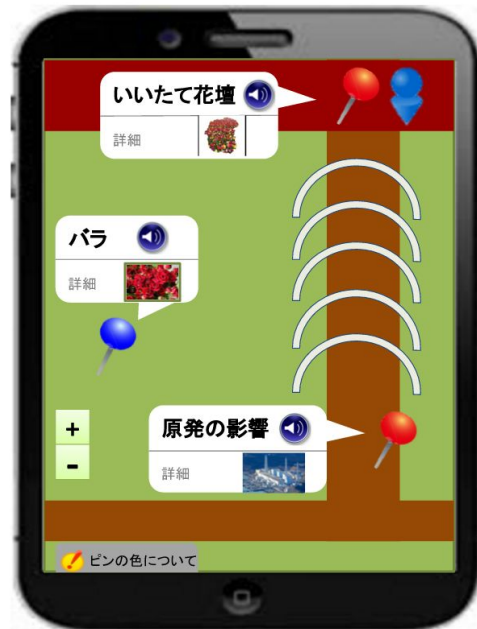 いいたて花壇
詳細
バラ
詳細
原発の影響
詳細
+
-
ピンの色について